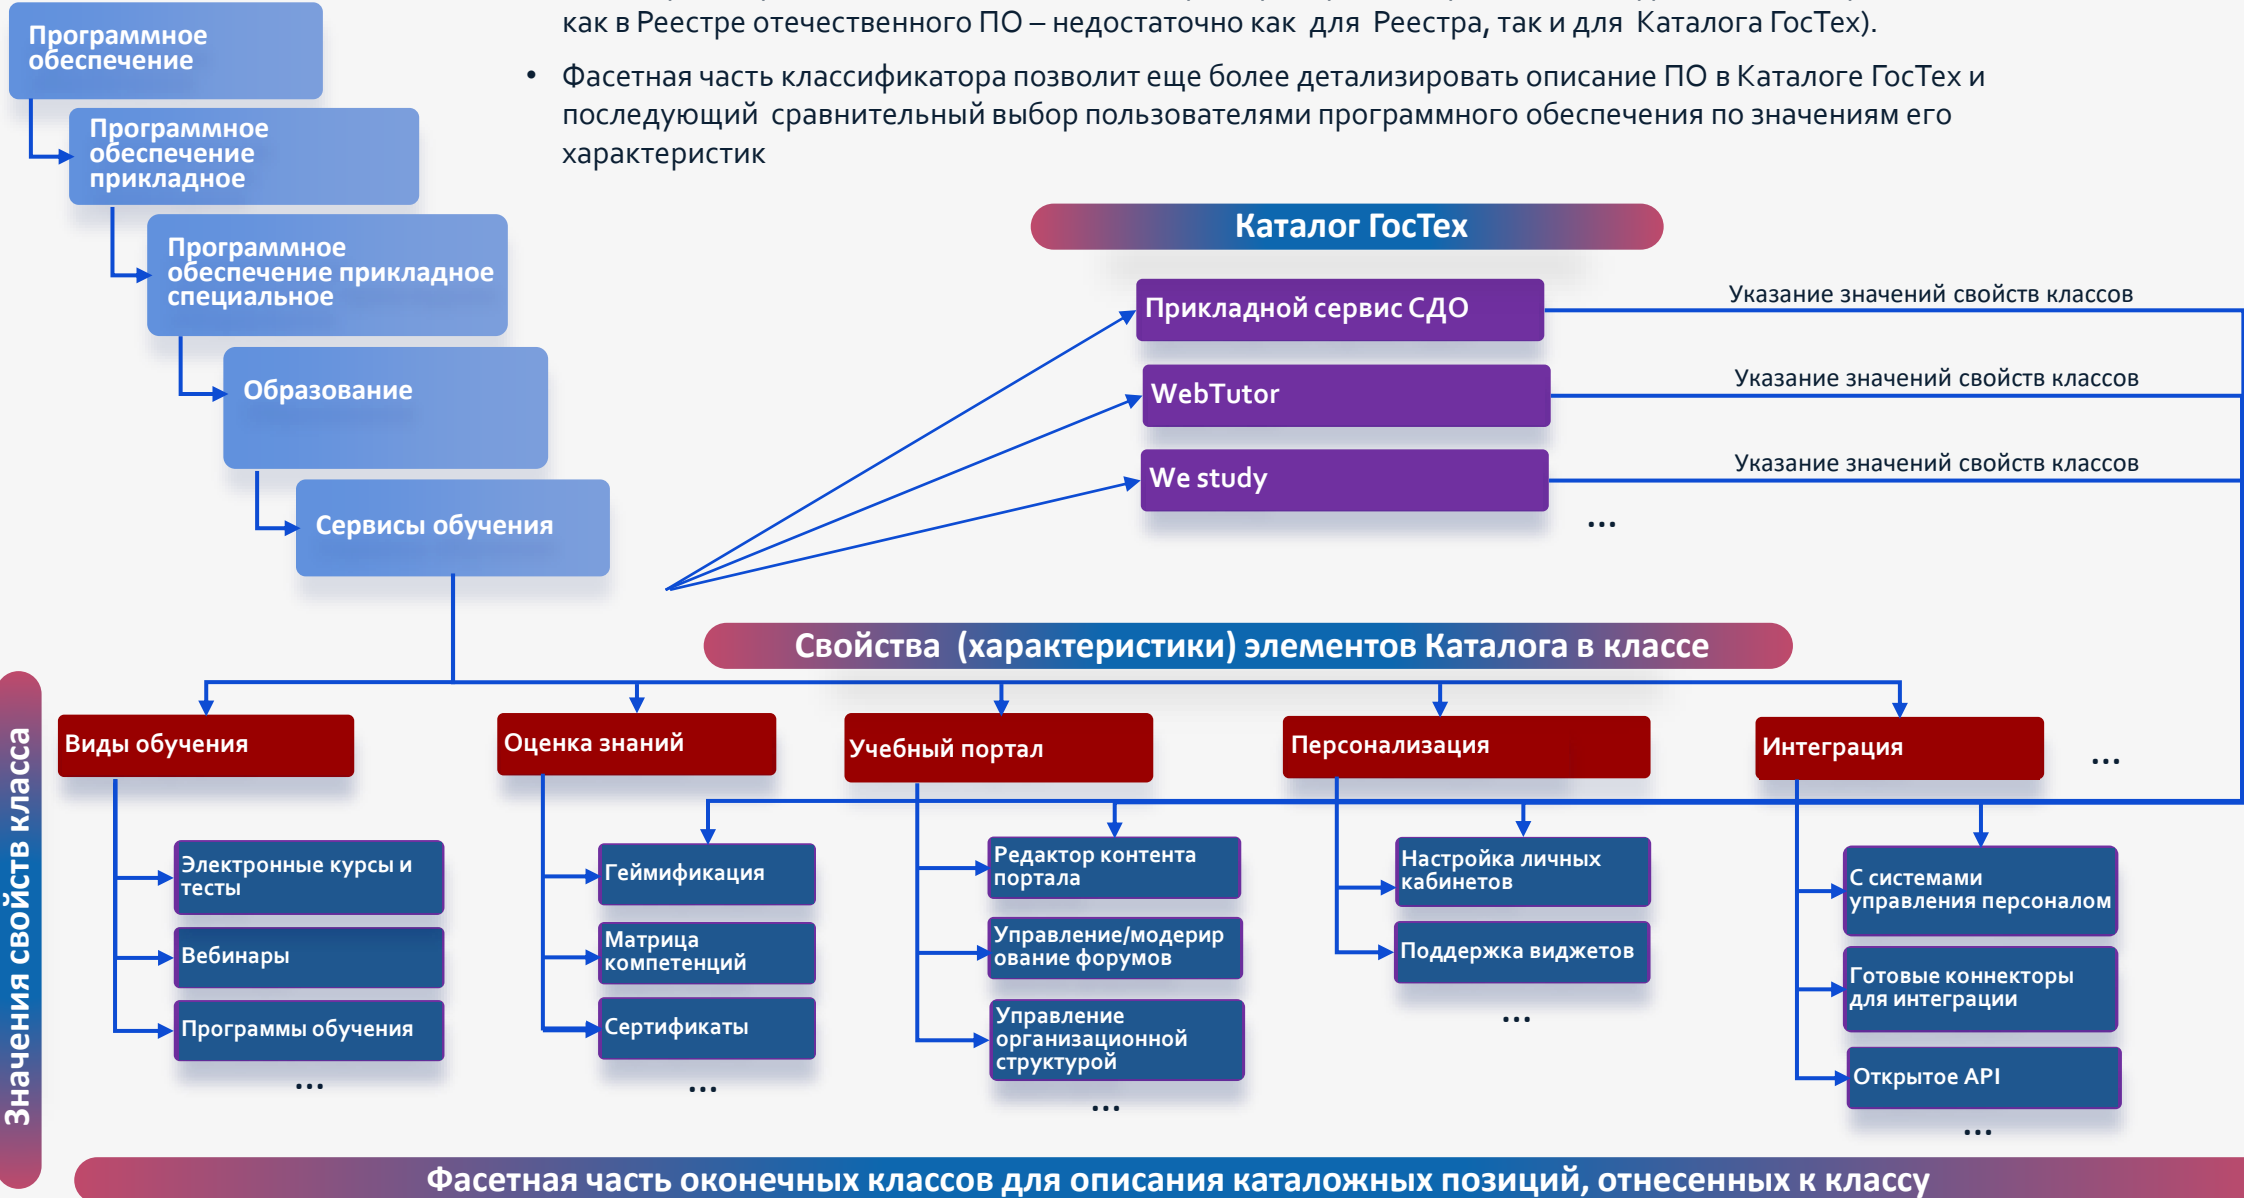 как в Реестре отечественного ПО – недостаточно как для Реестра, так и для Каталога ГосТех).
• Фасетная часть классификатора позволит еще более детализировать описание ПО в Каталоге ГосТех и
последующий сравнительный выбор пользователями программного обеспечения по значениям его
характеристик
Программное
обеспечение
Программное
обеспечение
прикладное
Программное
обеспечение прикладное
специальное
Образование
Сервисы обучения
Каталог ГосТех
Прикладной сервис СДО
Указание значений свойств классов
WebTutor
Указание значений свойств классов
We study
Указание значений свойств классов
...
Свойства (характеристики) элементов Каталога в классе
Значения свойств класса
Виды обучения
Оценка знаний
Учебный портал
Персонализация
Интеграция
...
Электронные курсы и
тесты
Вебинары
Программы обучения
...
Геймификация
Матрица
компетенций
Сертификаты
...
Редактор контента
портала
Управление/модерир
ование форумов
Управление
организационной
структурой
...
Настройка личных
кабинетов
Поддержка виджетов
...
С системами
управления персоналом
Готовые коннекторы
для интеграции
Открытое API
...
Фасетная часть оконечных классов для описания каталожных позиций, отнесенных к классу